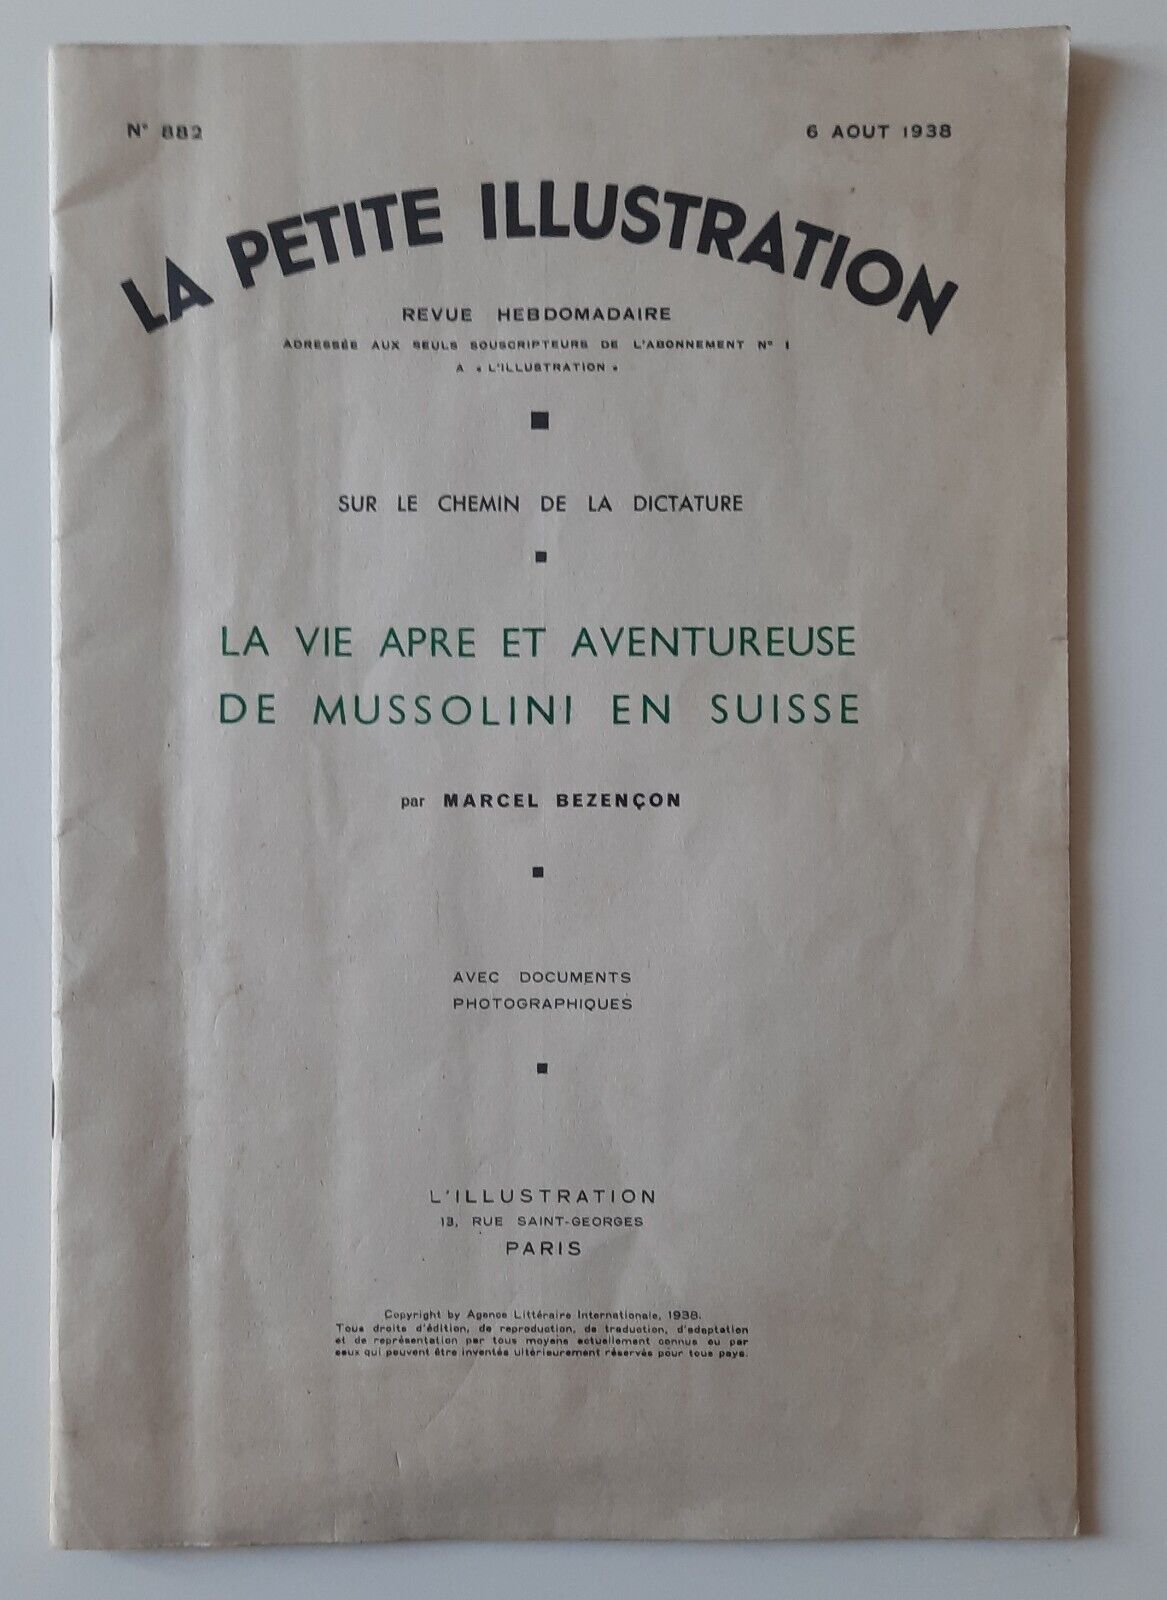 N° 882
6 AOUT 1938
LA PETITE ILLUSTRATION
REVUE HEBDOMADAIRE
ADRESSÉE AUX SEULS SOUSCRIPTEURS DE L'ABONNEMENT N° 1
A « L'ILLUSTRATION »
SUR LE CHEMIN DE LA DICTATURE
LA VIE APRE ET AVENTUREUSE
DE MUSSOLINI EN SUISSE
par MARCEL BEZENÇON
AVEC DOCUMENTS
PHOTOGRAPHIQUES
L'ILLUSTRATION
13, RUE SAINT-GEORGES
PARIS
Copyright by Agence Littéraire Internationale, 1938.
Tous droits d'édition, de reproduction, de traduction, d'adaptation
et de représentation par tous moyens actuellement connus ou par
ceux qui peuvent être inventés ultérieurement réservés pour tous pays.